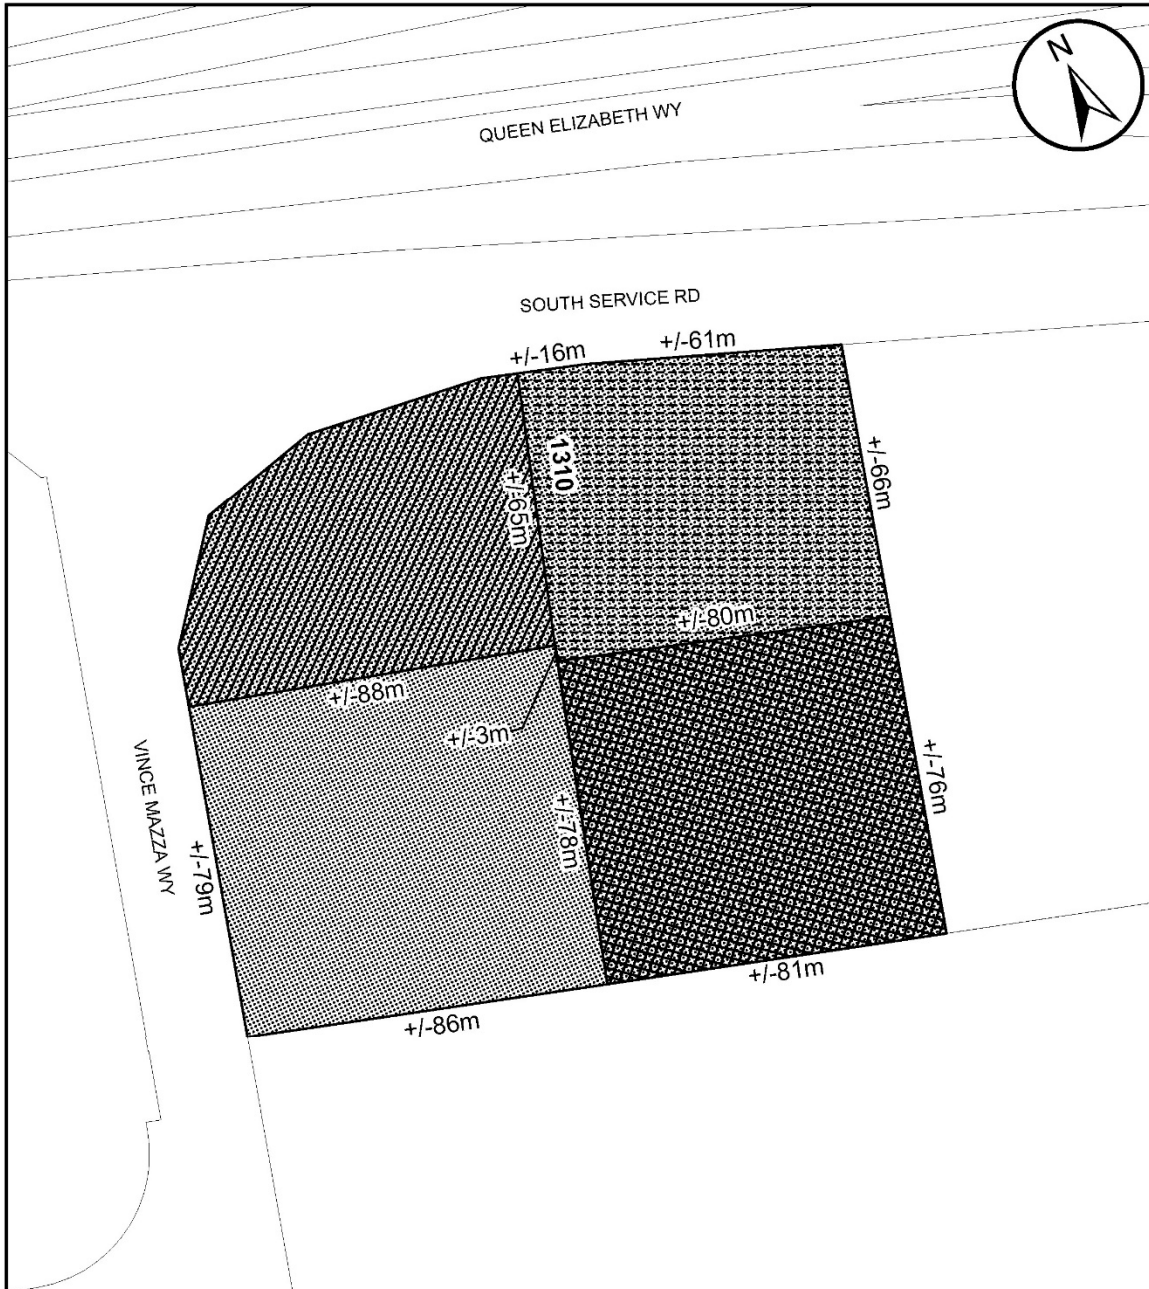 N
QUEEN ELIZABETH WY
SOUTH SERVICE RD
+/-16m
+/-61m
1310
+/-65m
+/-66m
+/-80m
+/-88m
+/-3m
VINCE MAZZA WY
+/-79m
+/-78m
+/-76m
+/-81m
+/-86m